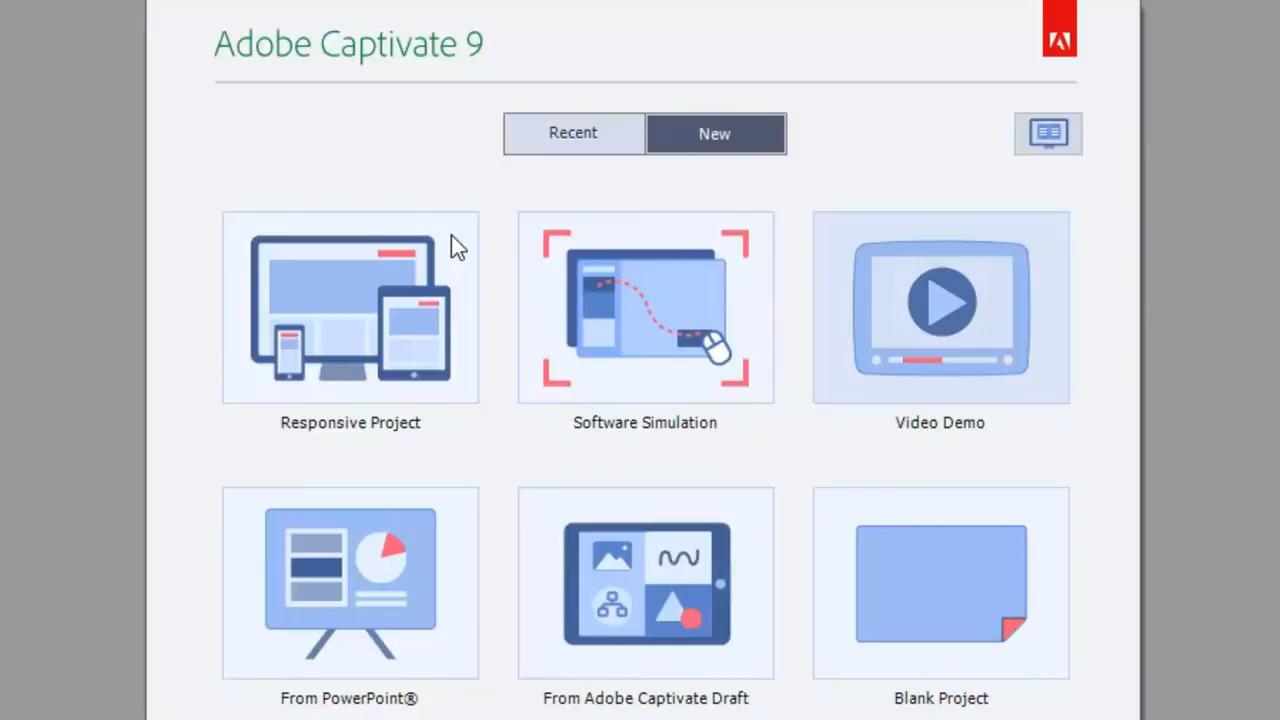 Adobe Captivate 9
Recent
New
Responsive Project
Software Simulation
Video Demo
From PowerPoint®
From Adobe Captivate Draft
Blank Project